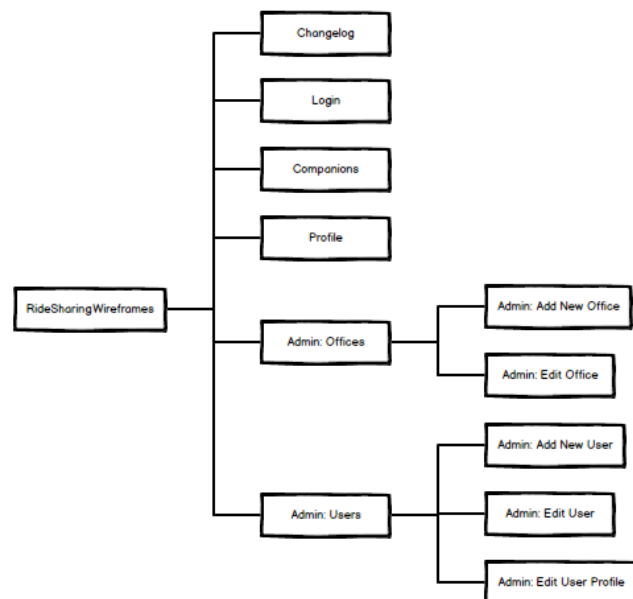 Changelog
Login
Companions
Profile
RideSharingWireframes
Admin: Offices
Admin: Add New Office
Admin: Edit Office
Admin: Users
Admin: Add New User
Admin: Edit User
Admin: Edit User Profile